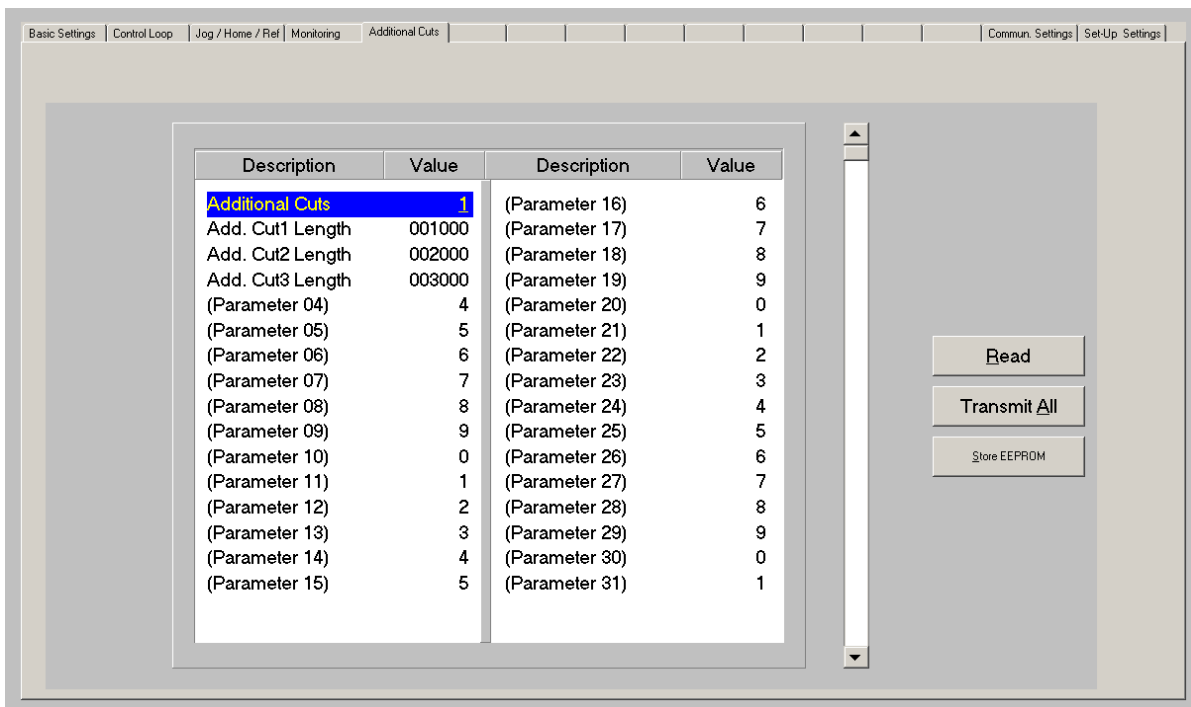 Basic Settings Control Loop Jog / Home / Ref Monitoring Additional Cuts Commun. Settings Set-Up Settings
Description Value Description Value
Additional Cuts 1 (Parameter 16) 6
Add. Cut1 Length 001000 (Parameter 17) 7
Add. Cut2 Length 002000 (Parameter 18) 8
Add. Cut3 Length 003000 (Parameter 19) 9
(Parameter 04) 4 (Parameter 20) 0
(Parameter 05) 5 (Parameter 21) 1
(Parameter 06) 6 (Parameter 22) 2
(Parameter 07) 7 (Parameter 23) 3
(Parameter 08) 8 (Parameter 24) 4
(Parameter 09) 9 (Parameter 25) 5
(Parameter 10) 0 (Parameter 26) 6
(Parameter 11) 1 (Parameter 27) 7
(Parameter 12) 2 (Parameter 28) 8
(Parameter 13) 3 (Parameter 29) 9
(Parameter 14) 4 (Parameter 30) 0
(Parameter 15) 5 (Parameter 31) 1
Read
Transmit All
Store EEPROM